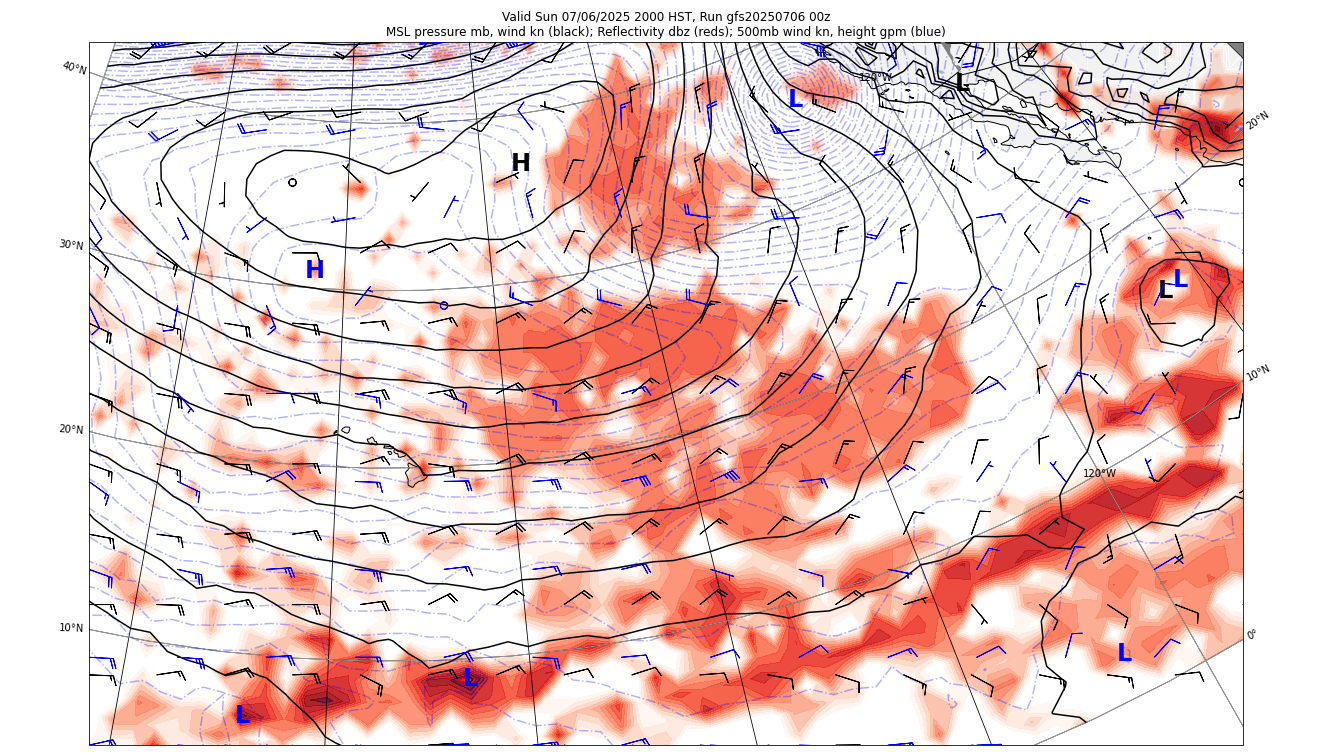 Valid Sun 07/06/2025 2000 HST, Run gfs20250706 00z
MSL pressure mb, wind kn (black); Reflectivity dbz (reds); 500mb wind kn, height gpm (blue)
40°N
120°W
L
L
20°N
H
30°N
H
L
L
10°N
20°N
120°W
10°N
0°
L
L
L